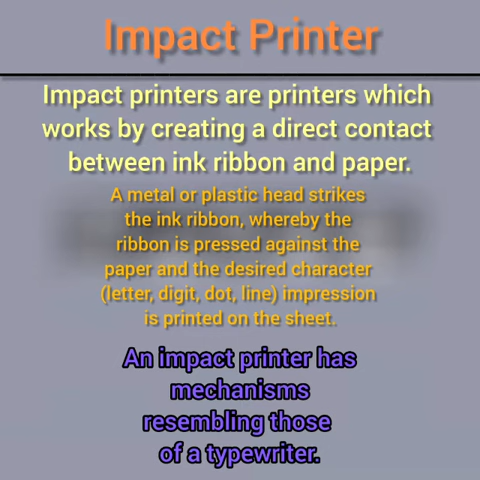 Impact Printer
Impact printers are printers which
works by creating a direct contact
between ink ribbon and paper.
A metal or plastic head strikes
the ink ribbon, whereby the
ribbon is pressed against the
paper and the desired character
(letter, digit, dot, line) impression
is printed on the sheet.
An impact printer has
mechanisms
resembling those
of a typewriter.